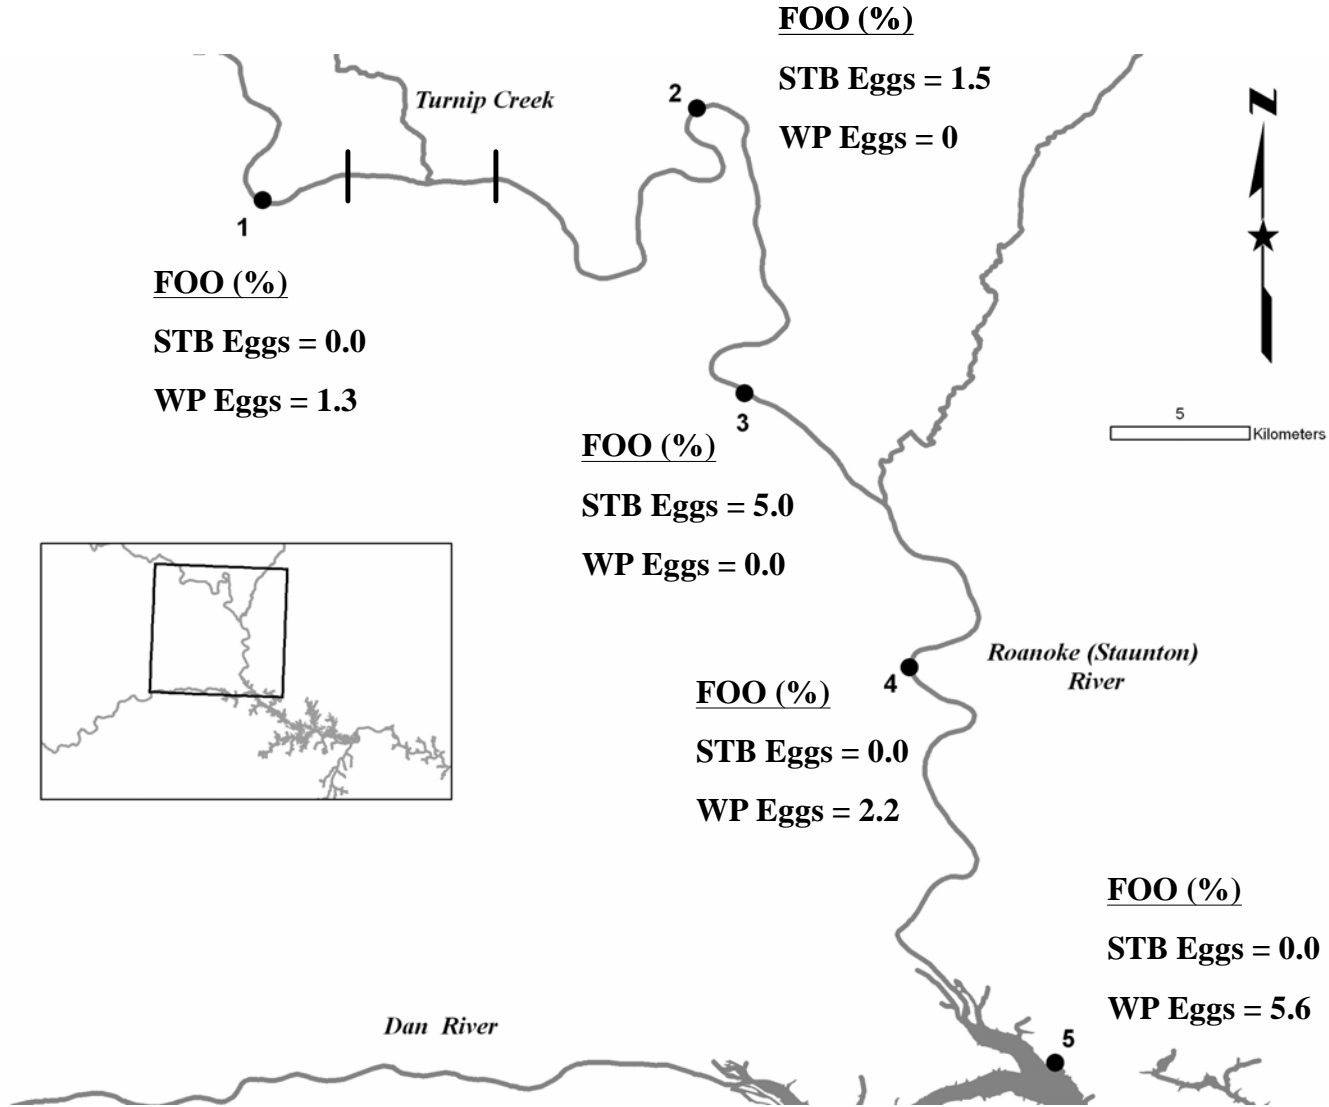 FOO (%)
STB Eggs = 1.5
WP Eggs = 0
2
Turnip Creek
N
1
FOO (%)
STB Eggs = 0.0
WP Eggs = 1.3
3
5
Kilometers
FOO (%)
STB Eggs = 5.0
WP Eggs = 0.0
Roanoke (Staunton)
River
4
FOO (%)
STB Eggs = 0.0
WP Eggs = 2.2
FOO (%)
STB Eggs = 0.0
WP Eggs = 5.6
5
Dan River